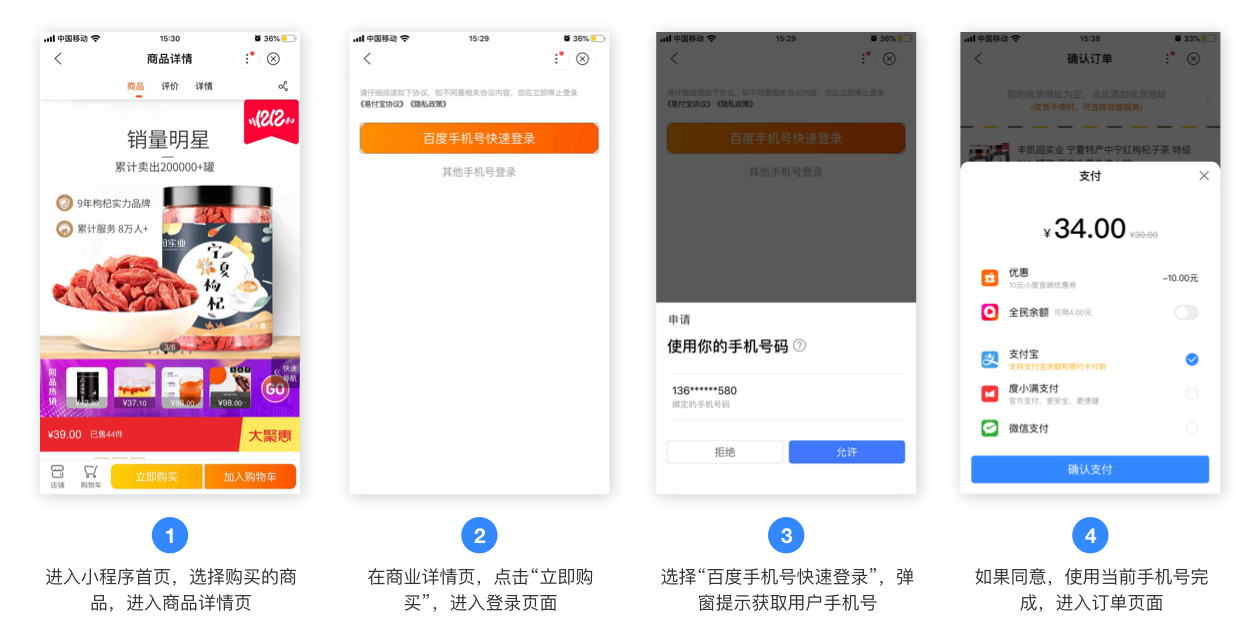 中国移动
15:30
36%
商品详情
商品 评价 详情
1212
销量明星
累计卖出200000+罐
9年枸杞实力品牌
累计服务 8万人+
宁夏枸杞
3/6
同品热销
¥37.10
¥98.00
快速导航
GO
¥39.00 已售44件
大聚惠
店铺
购物车
立即购买
加入购物车
1
进入小程序首页，选择购买的商
品，进入商品详情页
中国移动
15:29
36%
请仔细阅读如下协议，如不同意相关协议内容，您应立即停止登录
《易付宝协议》《隐私政策》
百度手机号快速登录
其他手机号登录
2
在商业详情页，点击“立即购
买”，进入登录页面
中国移动
15:29
36%
请仔细阅读如下协议，如不同意相关协议内容，您应立即停止登录
《易付宝协议》《隐私政策》
百度手机号快速登录
其他手机号登录
申请
使用你的手机号码
136******580
绑定的手机号码
拒绝
允许
3
选择“百度手机号快速登录”，弹
窗提示获取用户手机号
中国移动
15:38
33%
确认订单
您的收货地址为空，点此添加收货地址
(收货不便时，可选择自提服务)
丰凯园实业 宁夏特产中宁红枸杞子茶 特级
支付
¥34.00 ¥39.00
优惠
10元小度音响优惠券
-10.00元
全民余额 可用4.00元
支付宝
支持支付宝余额和银行卡付款
度小满支付
官方支付，更安全，更便捷
微信支付
确认支付
4
如果同意，使用当前手机号完
成，进入订单页面